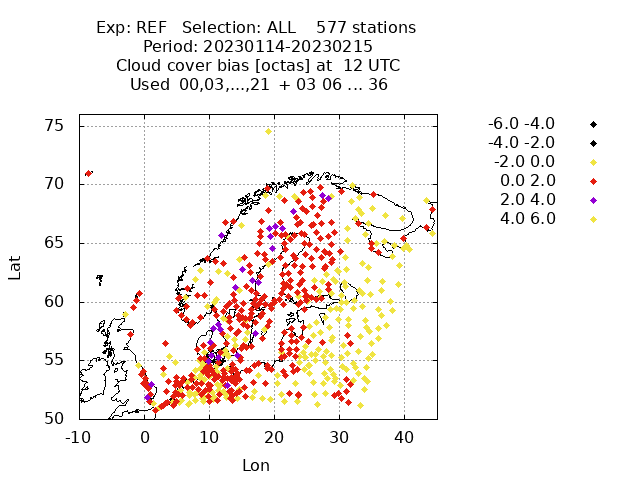 Exp: REF   Selection: ALL    577 stations
Period: 20230114-20230215
Cloud cover bias [octas] at  12 UTC
Used  00,03,...,21  + 03 06 ... 36
-6.0 -4.0
-4.0 -2.0
-2.0 0.0
0.0 2.0
2.0 4.0
4.0 6.0
75
70
65
60
55
50
Lat
-10 0 10 20 30 40
Lon